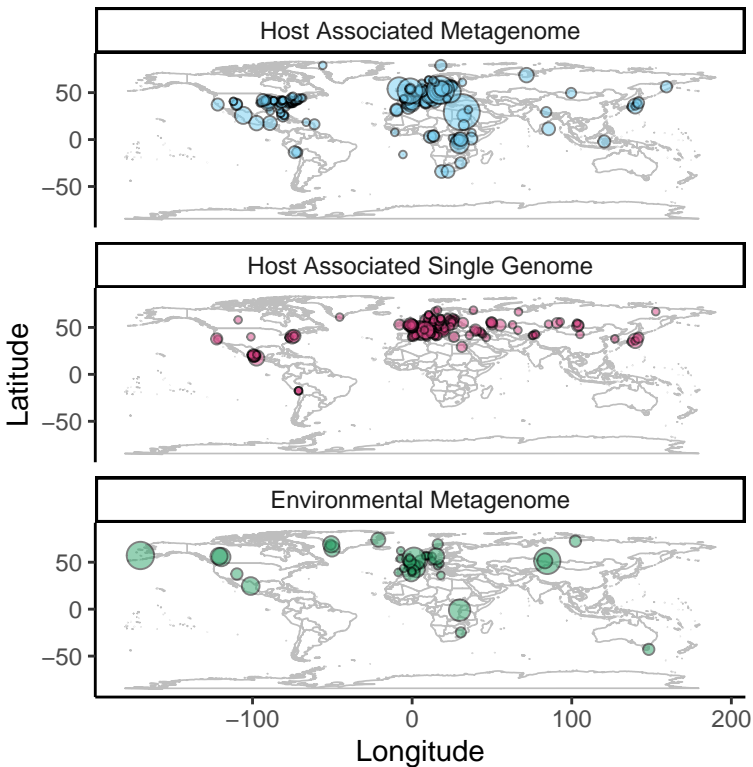 Host Associated Metagenome
50
0
−50
Host Associated Single Genome
50
0
−50
Latitude
Environmental Metagenome
50
0
−50
−100 0 100 200
Longitude